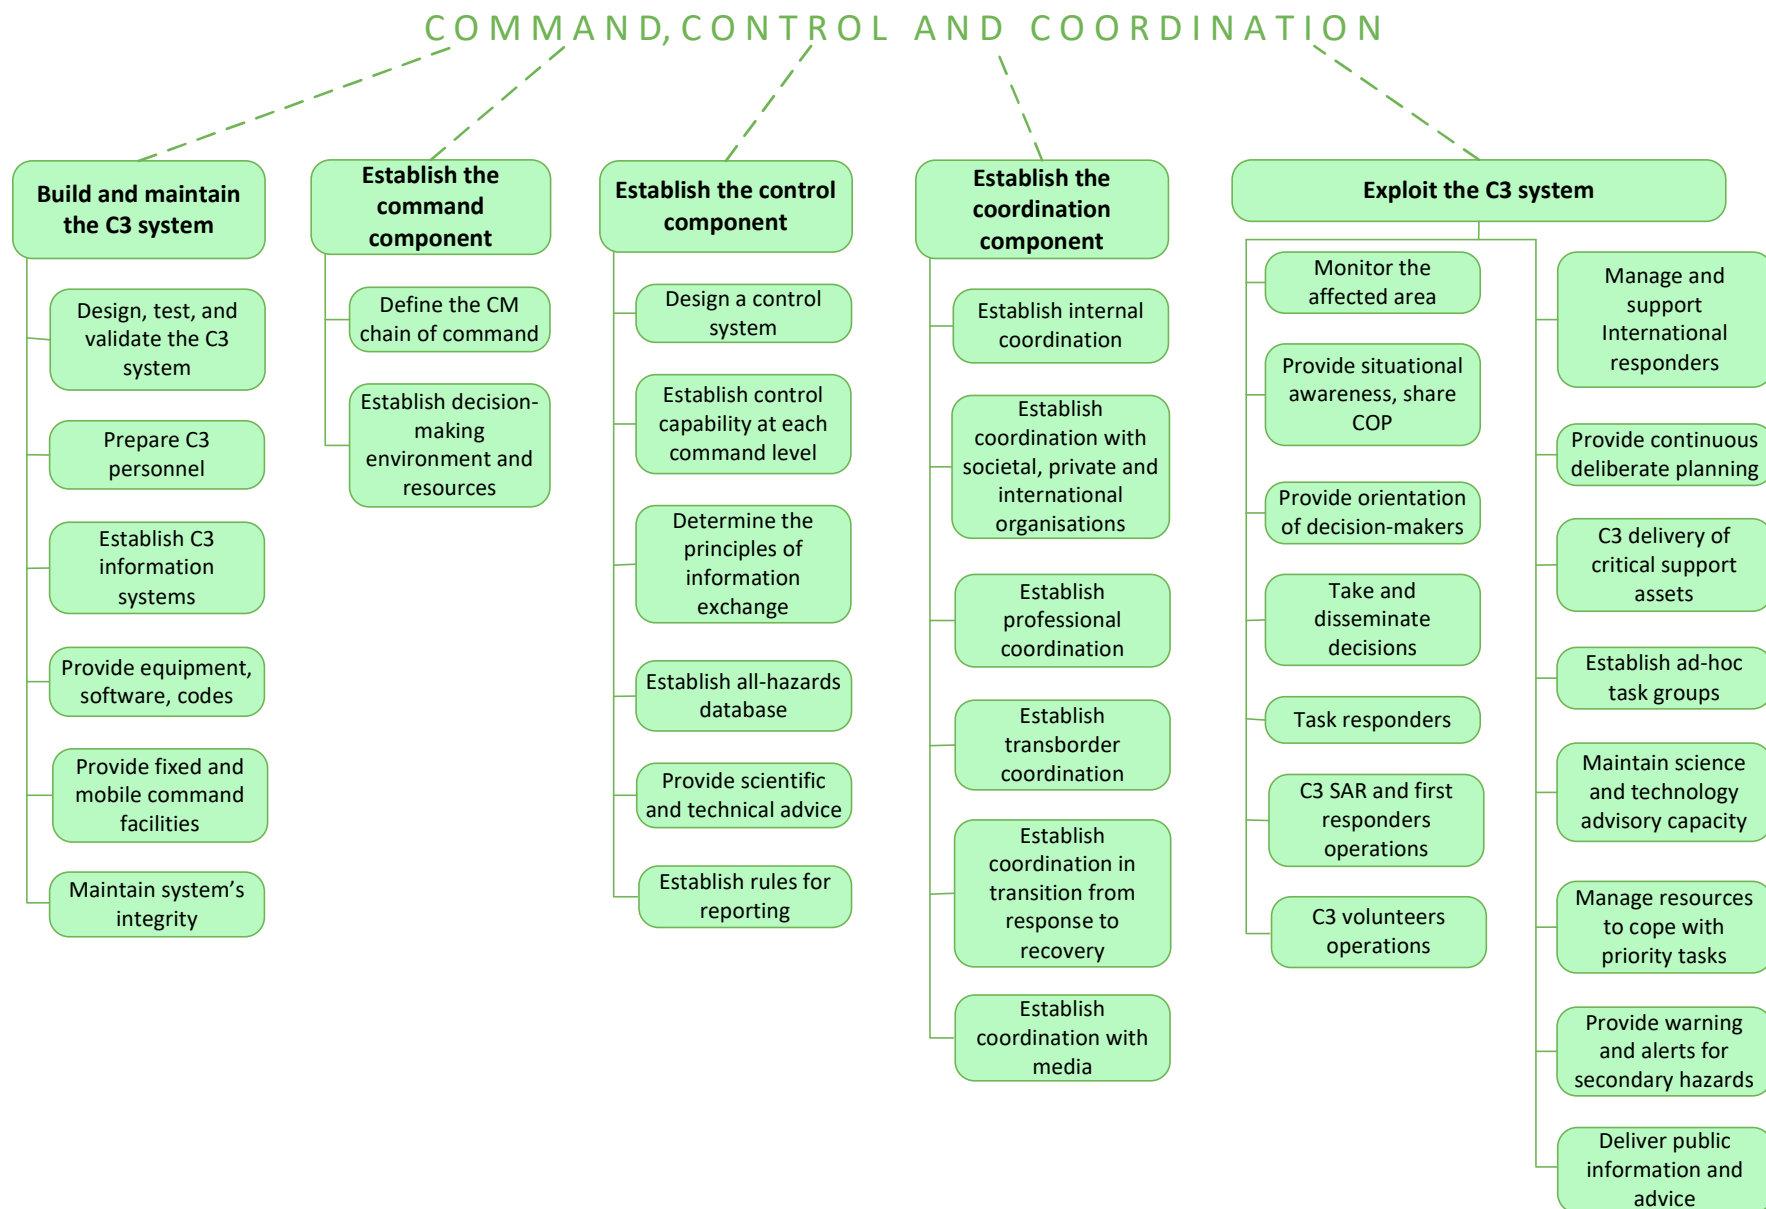 COMMAND, CONTROL AND COORDINATION
Build and maintain
the C3 system
Design, test, and
validate the C3
system
Prepare C3
personnel
Establish C3
information
systems
Provide equipment,
software, codes
Provide fixed and
mobile command
facilities
Maintain system’s
integrity
Establish the
command
component
Define the CM
chain of command
Establish decision-
making
environment and
resources
Establish the control
component
Design a control
system
Establish control
capability at each
command level
Determine the
principles of
information
exchange
Establish all-hazards
database
Provide scientific
and technical advice
Establish rules for
reporting
Establish the
coordination
component
Establish internal
coordination
Establish
coordination with
societal, private and
international
organisations
Establish
professional
coordination
Establish
transborder
coordination
Establish
coordination in
transition from
response to
recovery
Establish
coordination with
media
Exploit the C3 system
Monitor the
affected area
Provide situational
awareness, share
COP
Provide orientation
of decision-makers
Take and
disseminate
decisions
Task responders
C3 SAR and first
responders
operations
C3 volunteers
operations
Manage and
support
International
responders
Provide continuous
deliberate planning
C3 delivery of
critical support
assets
Establish ad-hoc
task groups
Maintain science
and technology
advisory capacity
Manage resources
to cope with
priority tasks
Provide warning
and alerts for
secondary hazards
Deliver public
information and
advice